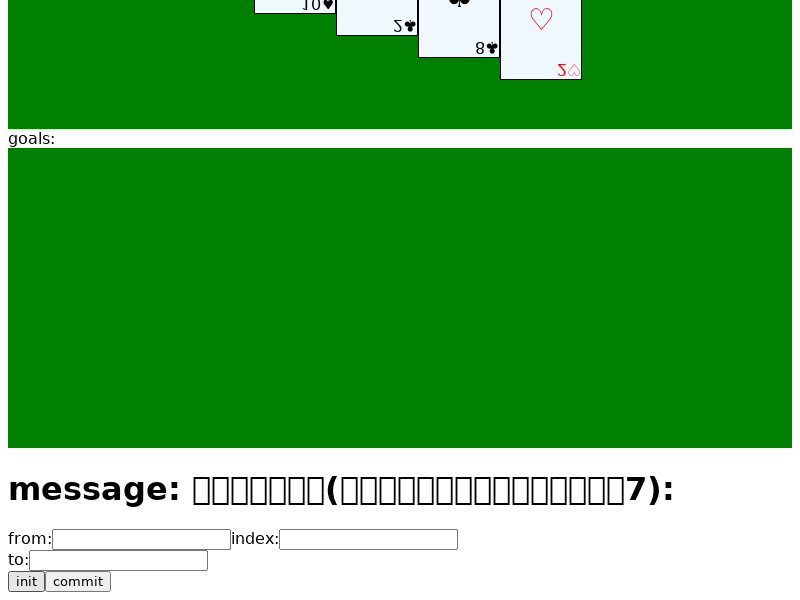 10♠
2♣
8♣
♡
2♡
goals:
message: (7):
from: index:
to:
init commit